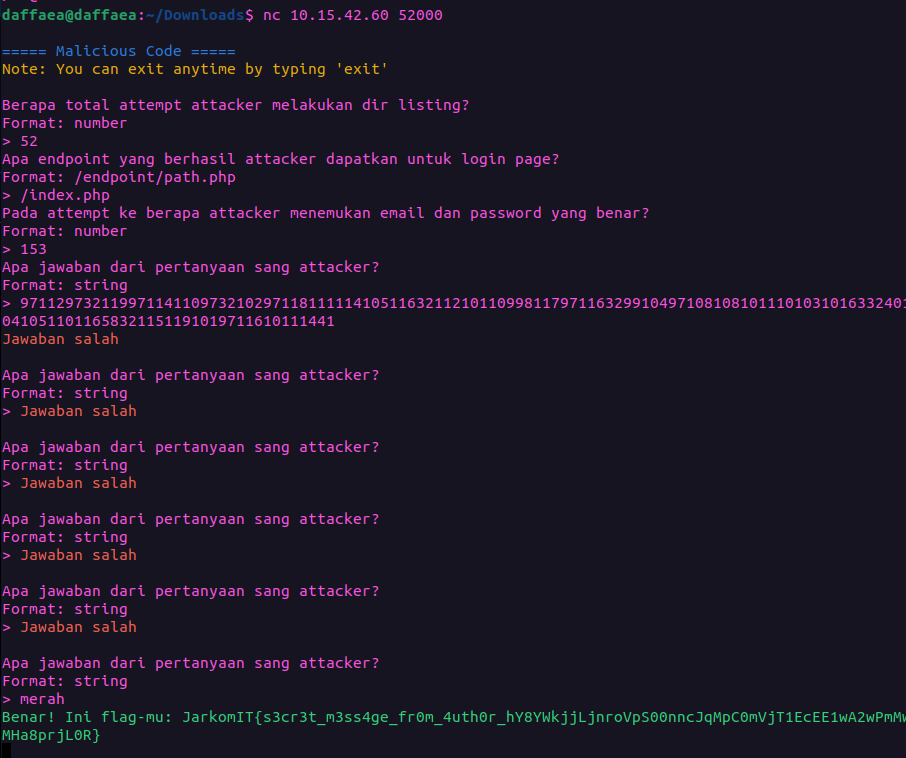 daffaea@daffaea:~/Downloads$ nc 10.15.42.60 52000
===== Malicious Code =====
Note: You can exit anytime by typing 'exit'
Berapa total attempt attacker melakukan dir listing?
Format: number
> 52
Apa endpoint yang berhasil attacker dapatkan untuk login page?
Format: /endpoint/path.php
> /index.php
Pada attempt ke berapa attacker menemukan email dan password yang benar?
Format: number
> 153
Apa jawaban dari pertanyaan sang attacker?
Format: string
> 971129732119971141109732102971181111141051163211210110998117971163299104971081081011101031016332401
04105110116583211511910197116101114​41
Jawaban salah
Apa jawaban dari pertanyaan sang attacker?
Format: string
> Jawaban salah
Apa jawaban dari pertanyaan sang attacker?
Format: string
> Jawaban salah
Apa jawaban dari pertanyaan sang attacker?
Format: string
> Jawaban salah
Apa jawaban dari pertanyaan sang attacker?
Format: string
> Jawaban salah
Apa jawaban dari pertanyaan sang attacker?
Format: string
> merah
Benar! Ini flag-mu: JarkomIT{s3cr3t_m3ss4ge_fr0m_4uth0r_hY8YWkjjLjnroVpS00nncJqMpC0mVjT1EcEE1wA2wPmMw
MHa8prjL0R}